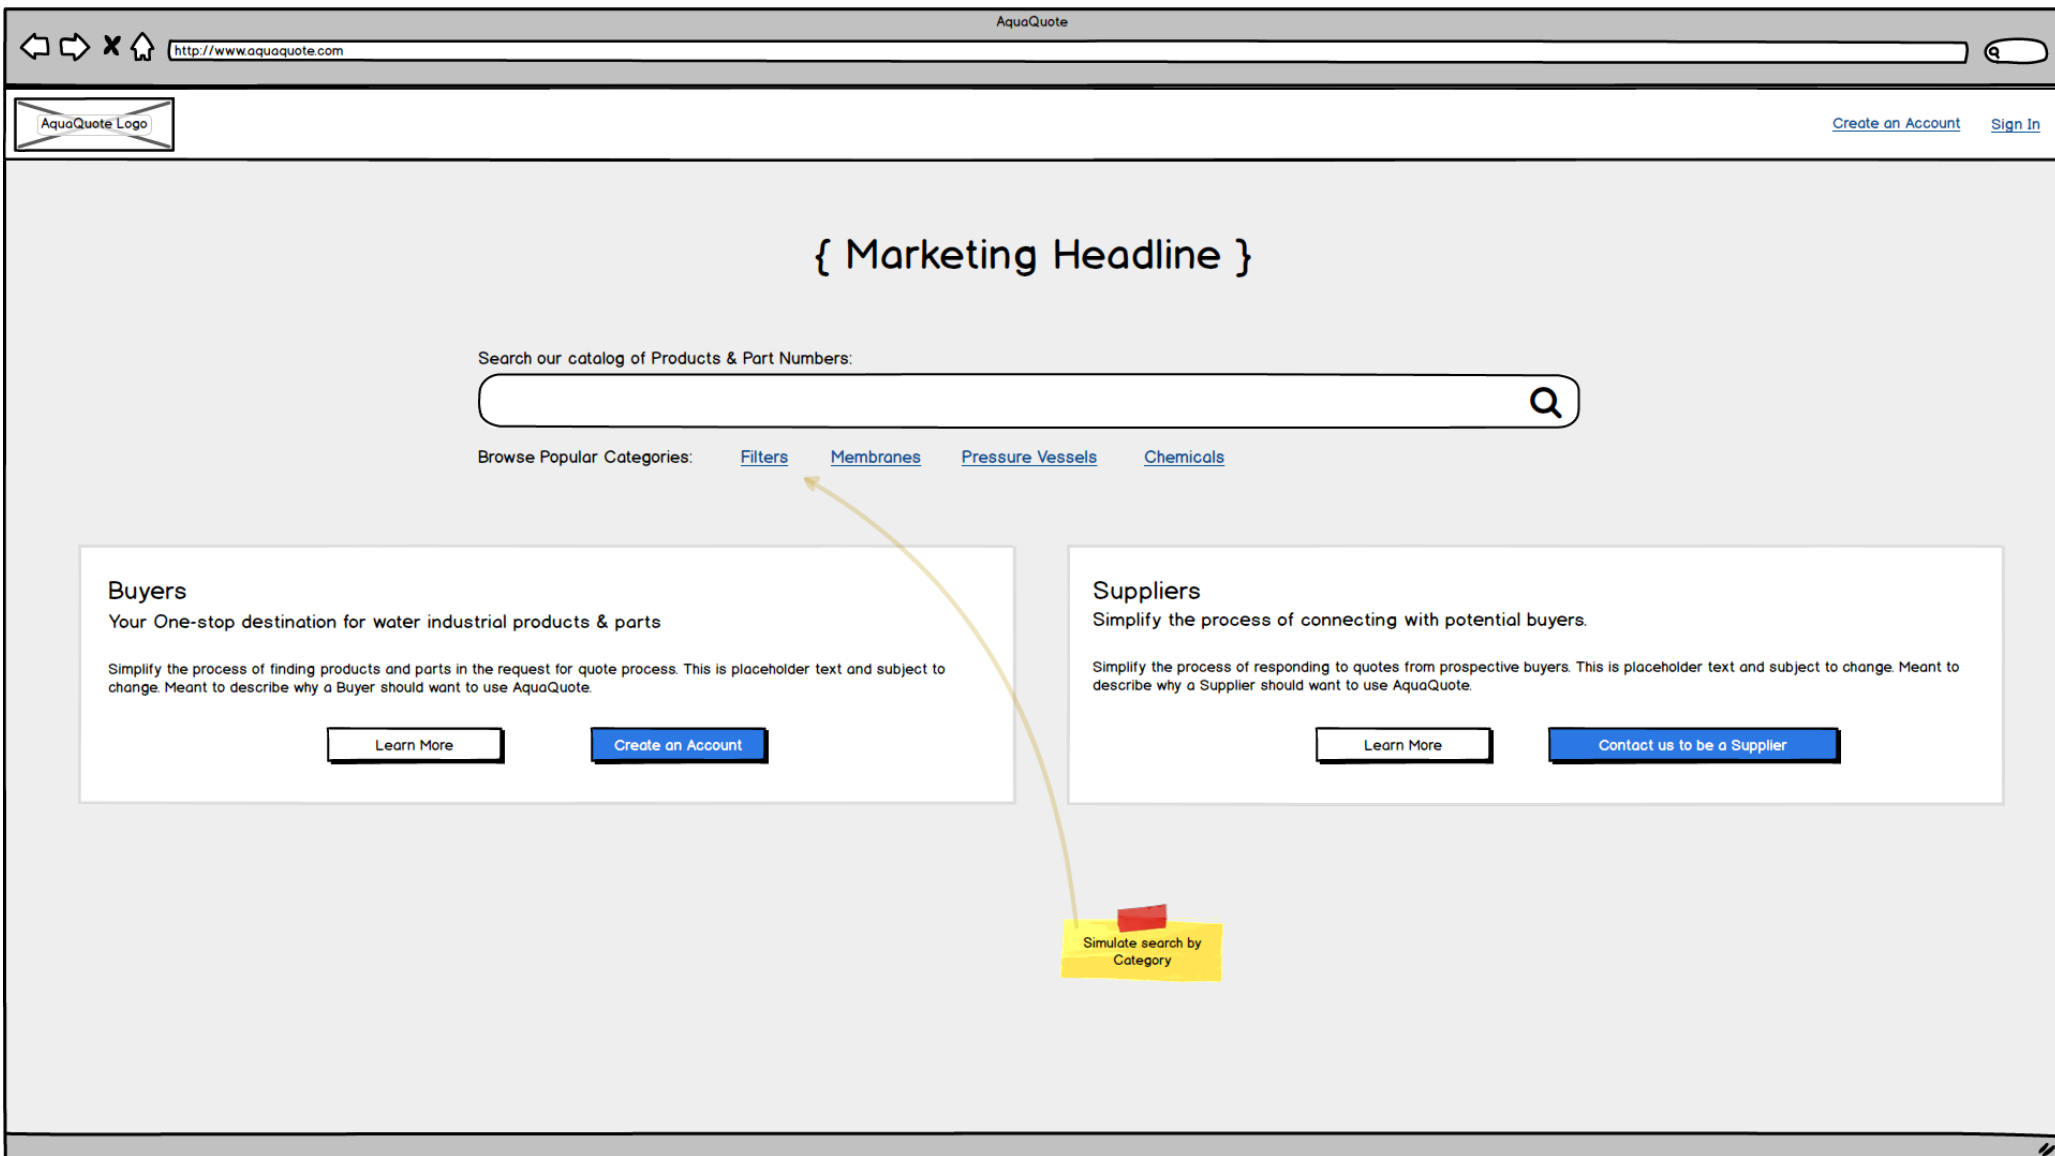 AquaQuote
http://www.aquaquote.com
AquaQuote Logo
Create an Account
Sign In
{ Marketing Headline }
Search our catalog of Products & Part Numbers:
Browse Popular Categories: Filters Membranes Pressure Vessels Chemicals
Buyers
Your One-stop destination for water industrial products & parts
Simplify the process of finding products and parts in the request for quote process. This is placeholder text and subject to
change. Meant to describe why a Buyer should want to use AquaQuote.
Learn More
Create an Account
Suppliers
Simplify the process of connecting with potential buyers.
Simplify the process of responding to quotes from prospective buyers. This is placeholder text and subject to change. Meant to
describe why a Supplier should want to use AquaQuote.
Learn More
Contact us to be a Supplier
Simulate search by
Category